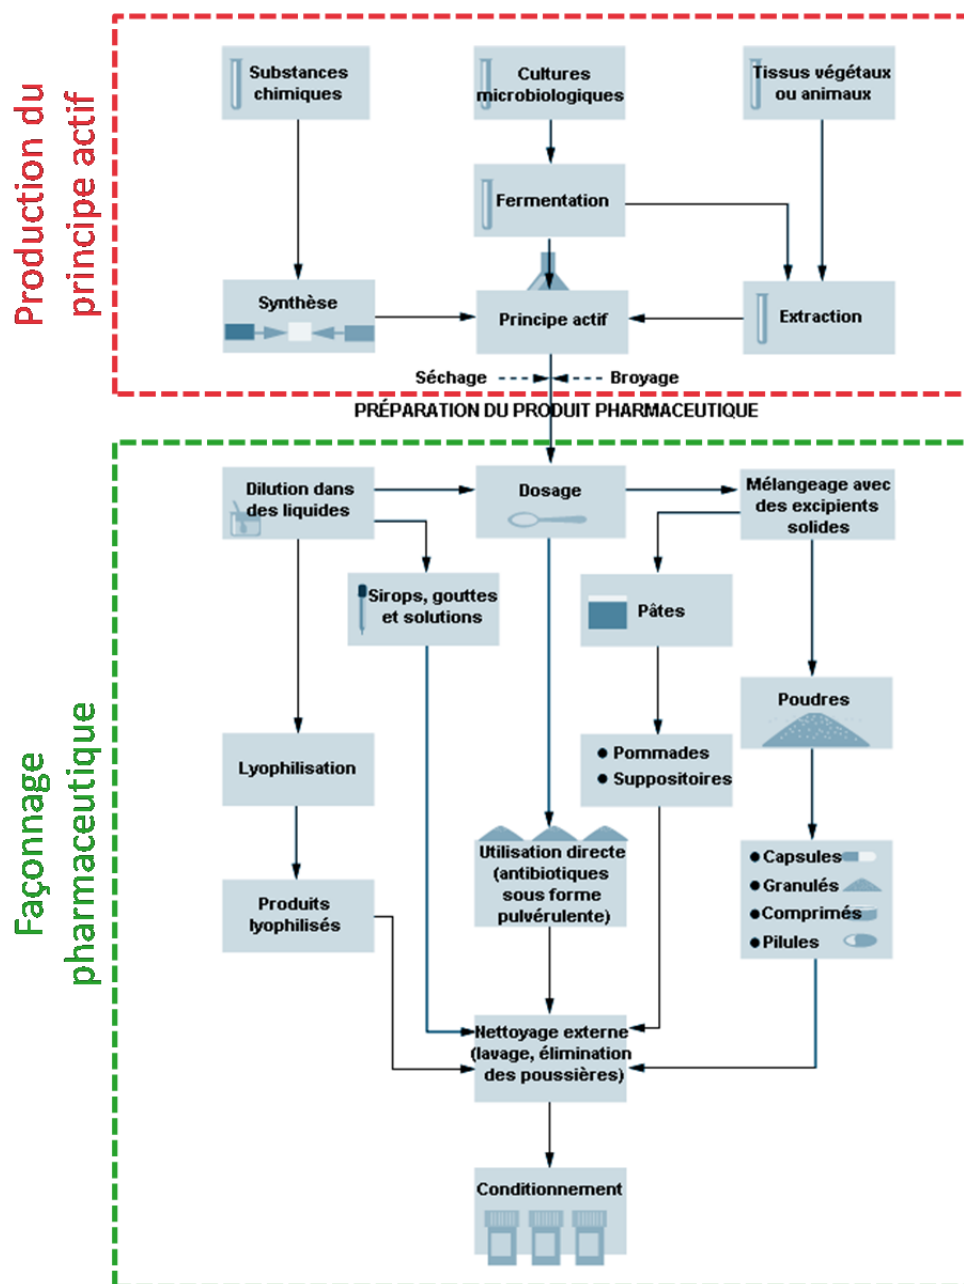 Production du
principe actif
Substances
chimiques
Cultures
microbiologiques
Tissus végétaux
ou animaux
Fermentation
Synthèse
Principe actif
Extraction
Séchage
Broyage
PRÉPARATION DU PRODUIT PHARMACEUTIQUE
Façonnage
pharmaceutique
Dilution dans
des liquides
Dosage
Mélangeage avec
des excipients
solides
Sirops, gouttes
et solutions
Pâtes
Poudres
Lyophilisation
● Pommades
● Suppositoires
Utilisation directe
(antibiotiques
sous forme
pulvérulente)
● Capsules
● Granulés
● Comprimés
● Pilules
Produits
lyophilisés
Nettoyage externe
(lavage, élimination
des poussières)
Conditionnement